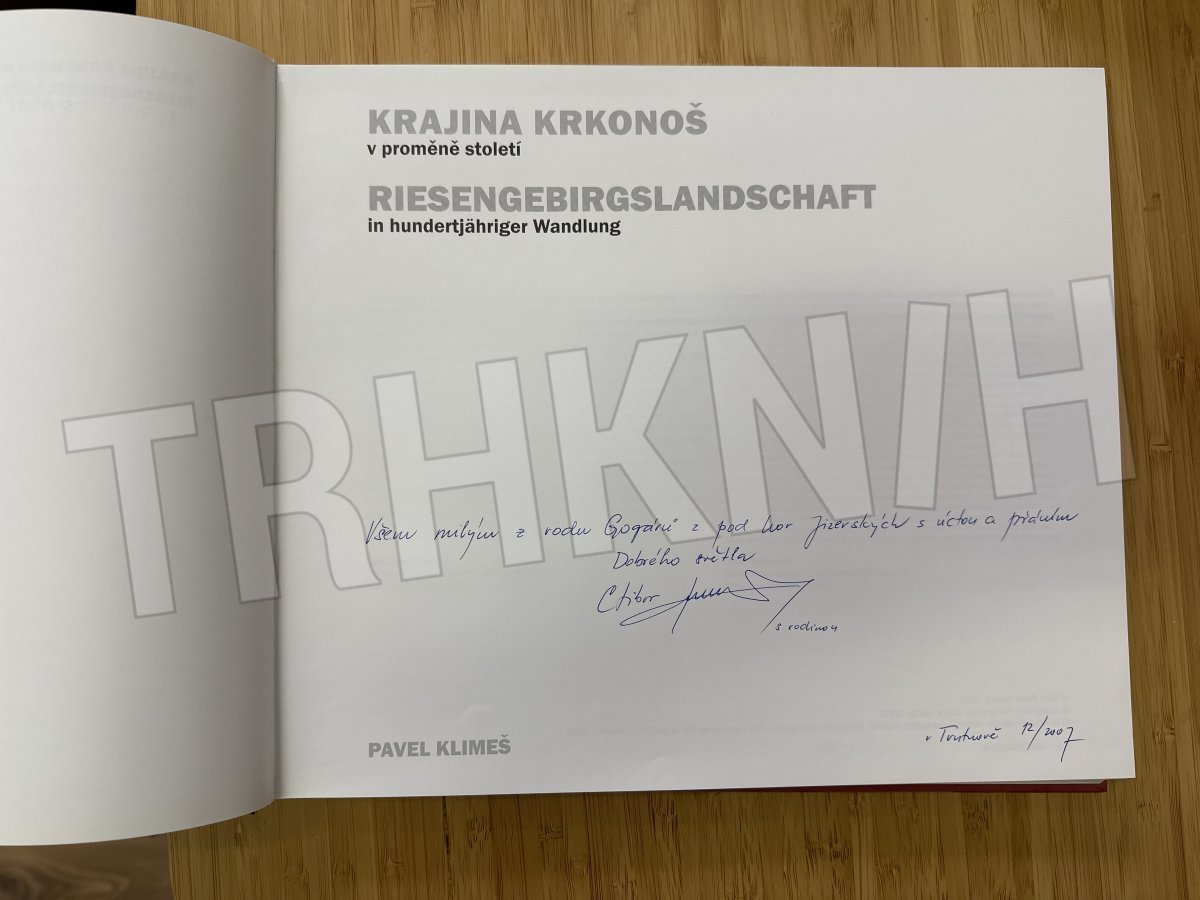 KRAJINA KRKONOŠ
v proměně století
RIESENGEBIRGSLANDSCHAFT
in hundertjähriger Wandlung
TRHKNIH
Všem milým z rodu z pod hor Jizerských s úctou a přáním
Dobrého světla
Ctibor
s rodinou
PAVEL KLIMEŠ
v Trutnově 12/2007